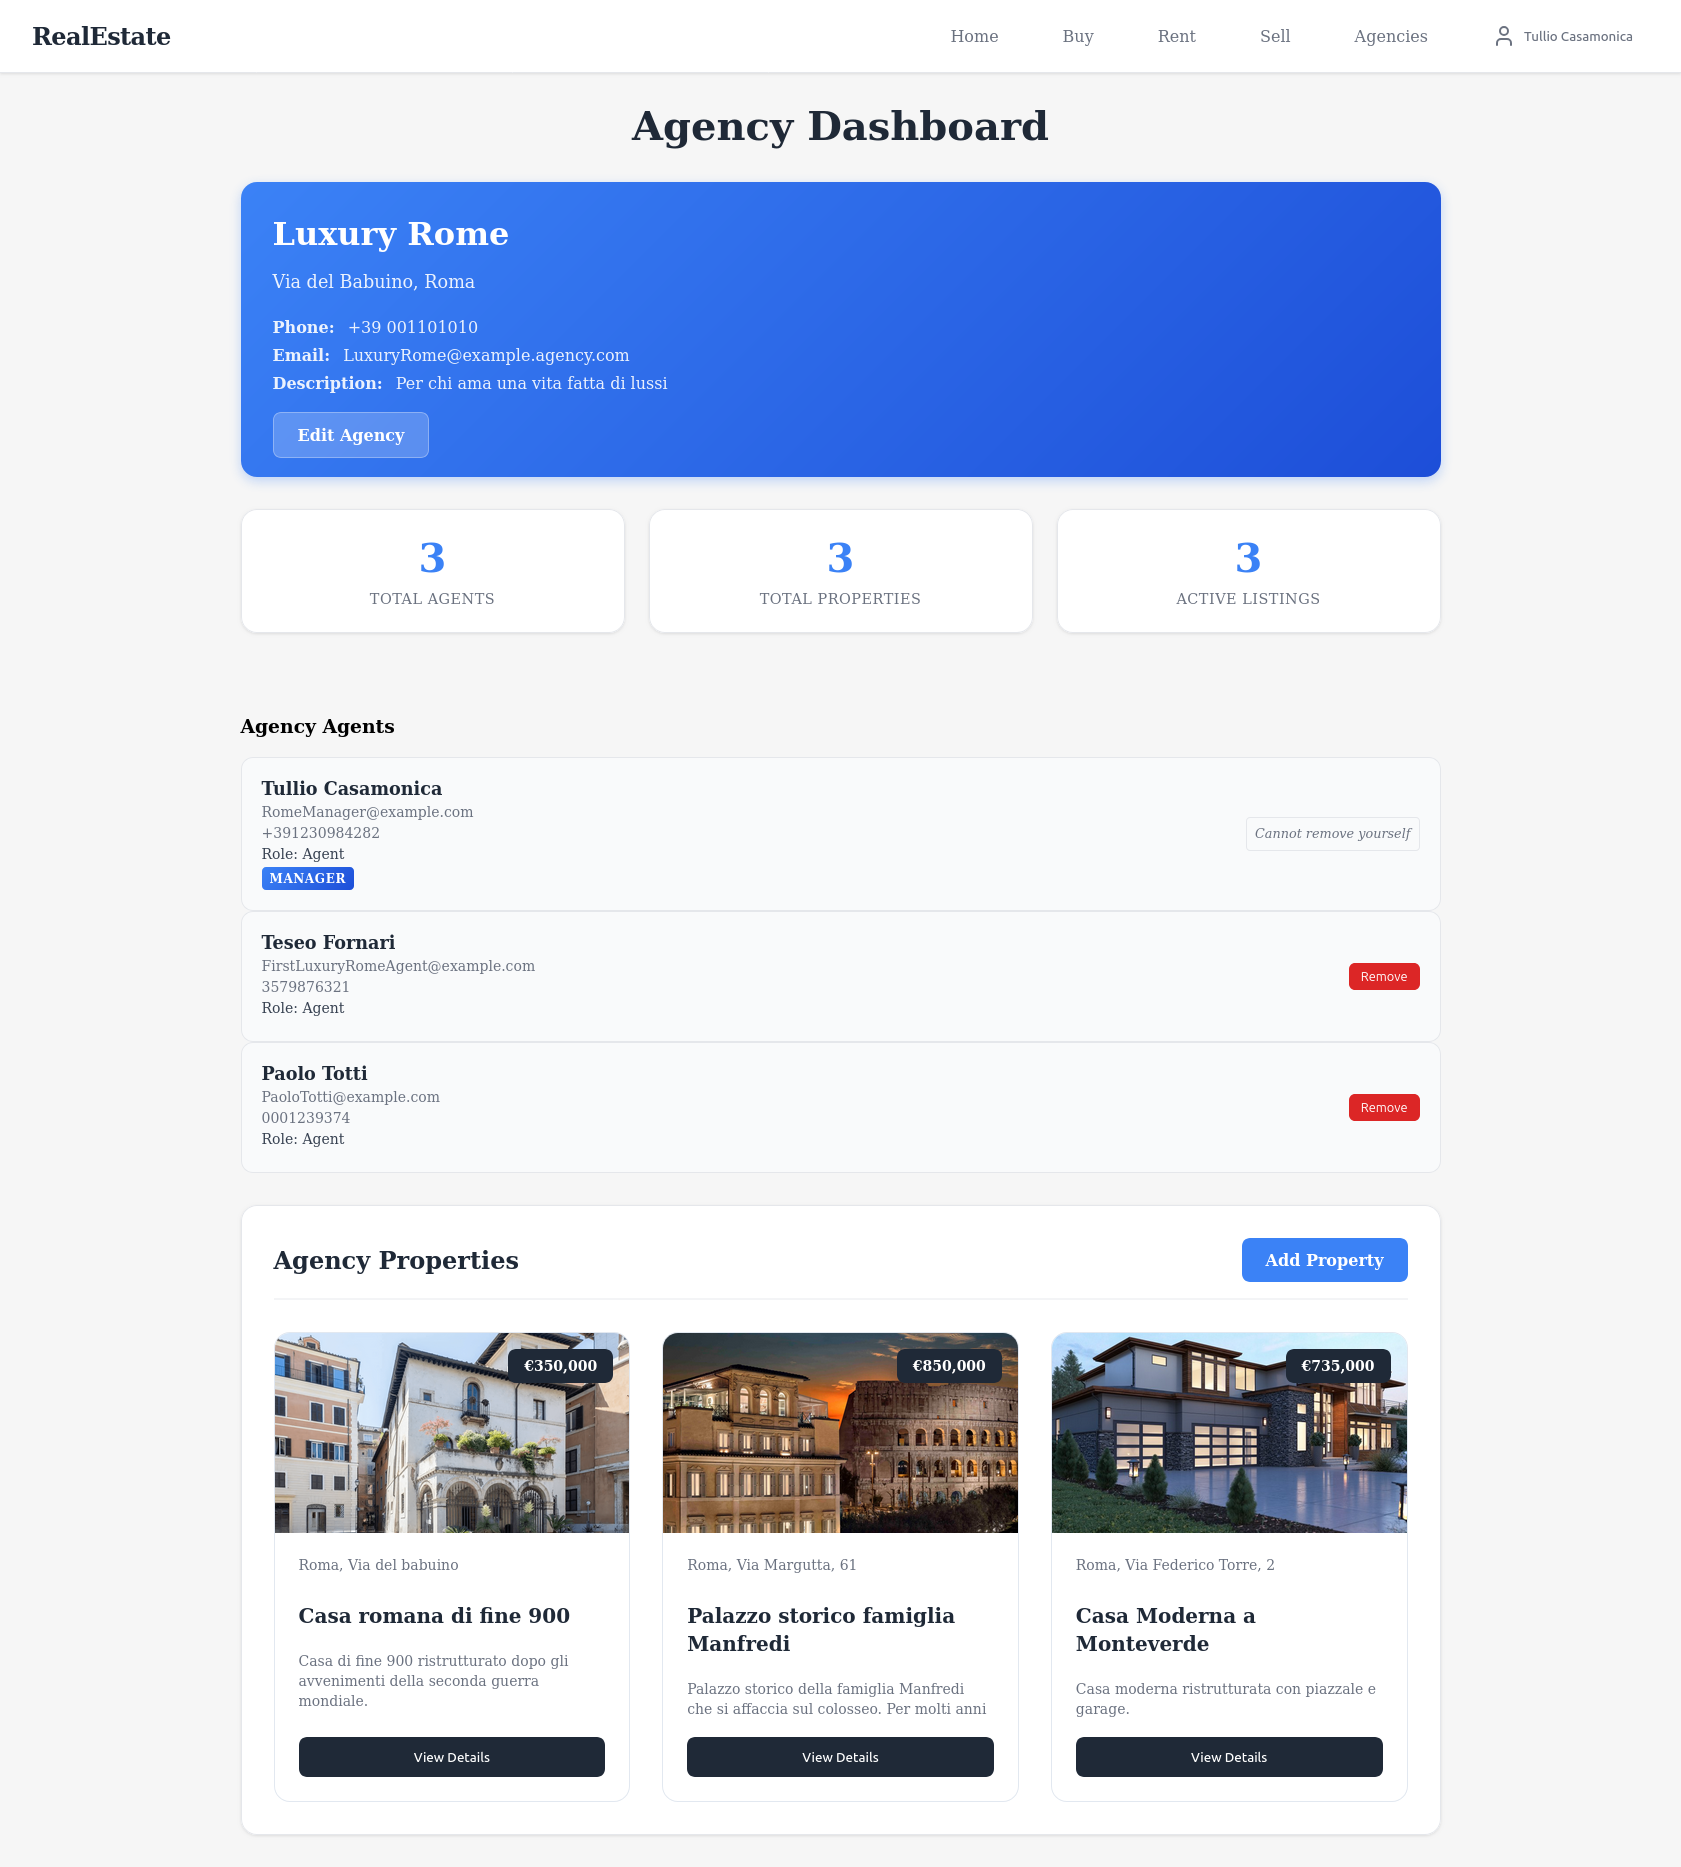 RealEstate
Home
Buy
Rent
Sell
Agencies
Tullio Casamonica
Agency Dashboard
Luxury Rome
Via del Babuino, Roma
Phone: +39 001101010
Email: LuxuryRome@example.agency.com
Description: Per chi ama una vita fatta di lussi
Edit Agency
3
TOTAL AGENTS
3
TOTAL PROPERTIES
3
ACTIVE LISTINGS
Agency Agents
Tullio Casamonica
RomeManager@example.com
+391230984282
Role: Agent
MANAGER
Cannot remove yourself
Teseo Fornari
FirstLuxuryRomeAgent@example.com
3579876321
Role: Agent
Remove
Paolo Totti
PaoloTotti@example.com
0001239374
Role: Agent
Remove
Agency Properties
Add Property
€350,000
Roma, Via del babuino
Casa romana di fine 900
Casa di fine 900 ristrutturato dopo gli
avvenimenti della seconda guerra
mondiale.
View Details
€850,000
Roma, Via Margutta, 61
Palazzo storico famiglia
Manfredi
Palazzo storico della famiglia Manfredi
che si affaccia sul colosseo. Per molti anni
View Details
€735,000
Roma, Via Federico Torre, 2
Casa Moderna a
Monteverde
Casa moderna ristrutturata con piazzale e
garage.
View Details